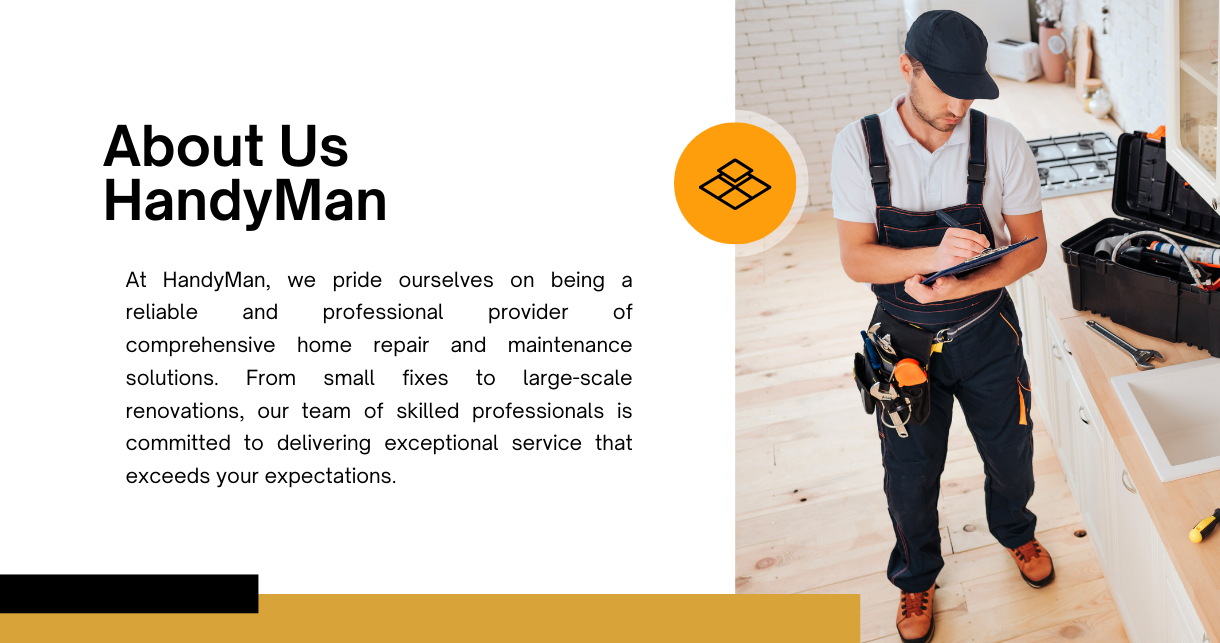 About Us
HandyMan
At HandyMan, we pride ourselves on being a
reliable and professional provider of
comprehensive home repair and maintenance
solutions. From small fixes to large-scale
renovations, our team of skilled professionals is
committed to delivering exceptional service that
exceeds your expectations.